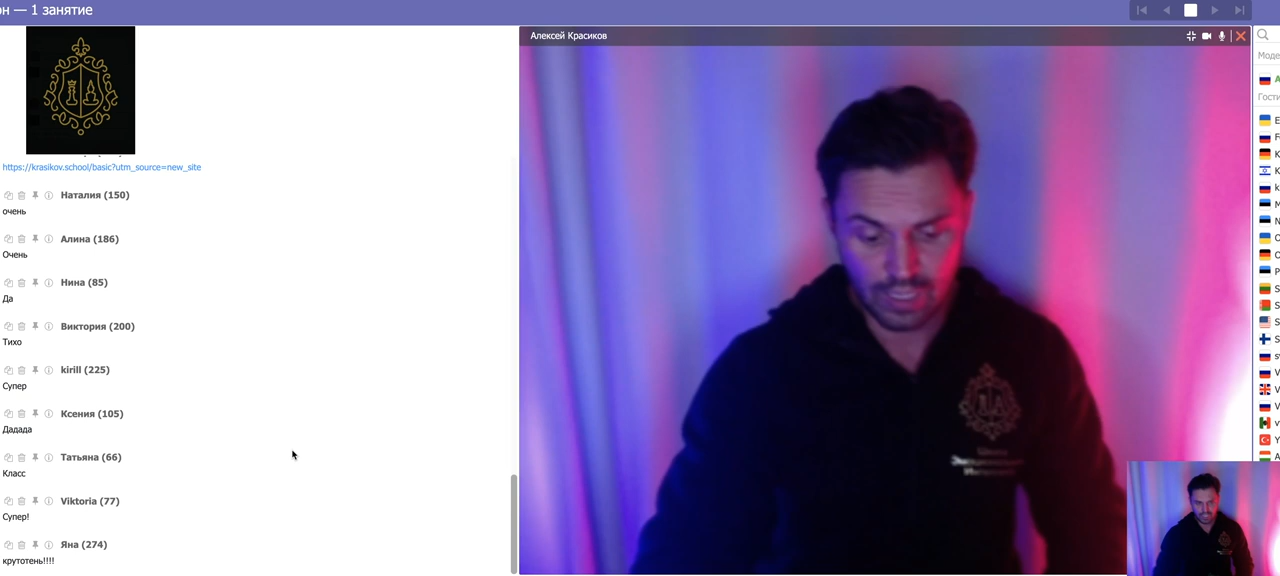 он — 1 занятие
Алексей Красиков
https://krasikov.school/basic?utm_source=new_site
Наталия (150)
очень
Алина (186)
Очень
Нина (85)
Да
Виктория (200)
Тихо
kirill (225)
Супер
Ксения (105)
Дадада
Татьяна (66)
Класс
Viktoria (77)
Супер!
Яна (274)
крутотень!!!!
Моде
Гости